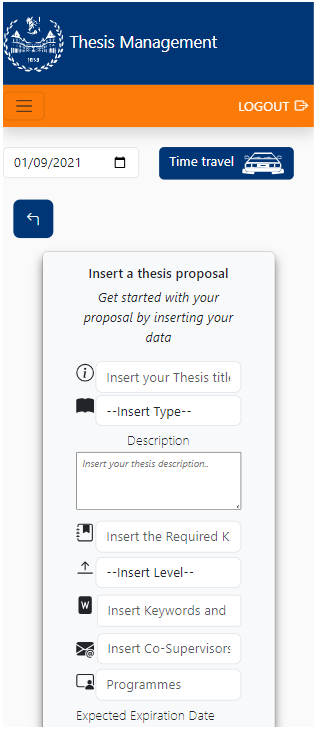 1859
Thesis Management
LOGOUT
01/09/2021
Time travel
Insert a thesis proposal
Get started with your
proposal by inserting your
data
Insert your Thesis title
--Insert Type--
Description
Insert your thesis description..
Insert the Required K
--Insert Level--
W
Insert Keywords and
Insert Co-Supervisors
Programmes
Expected Expiration Date